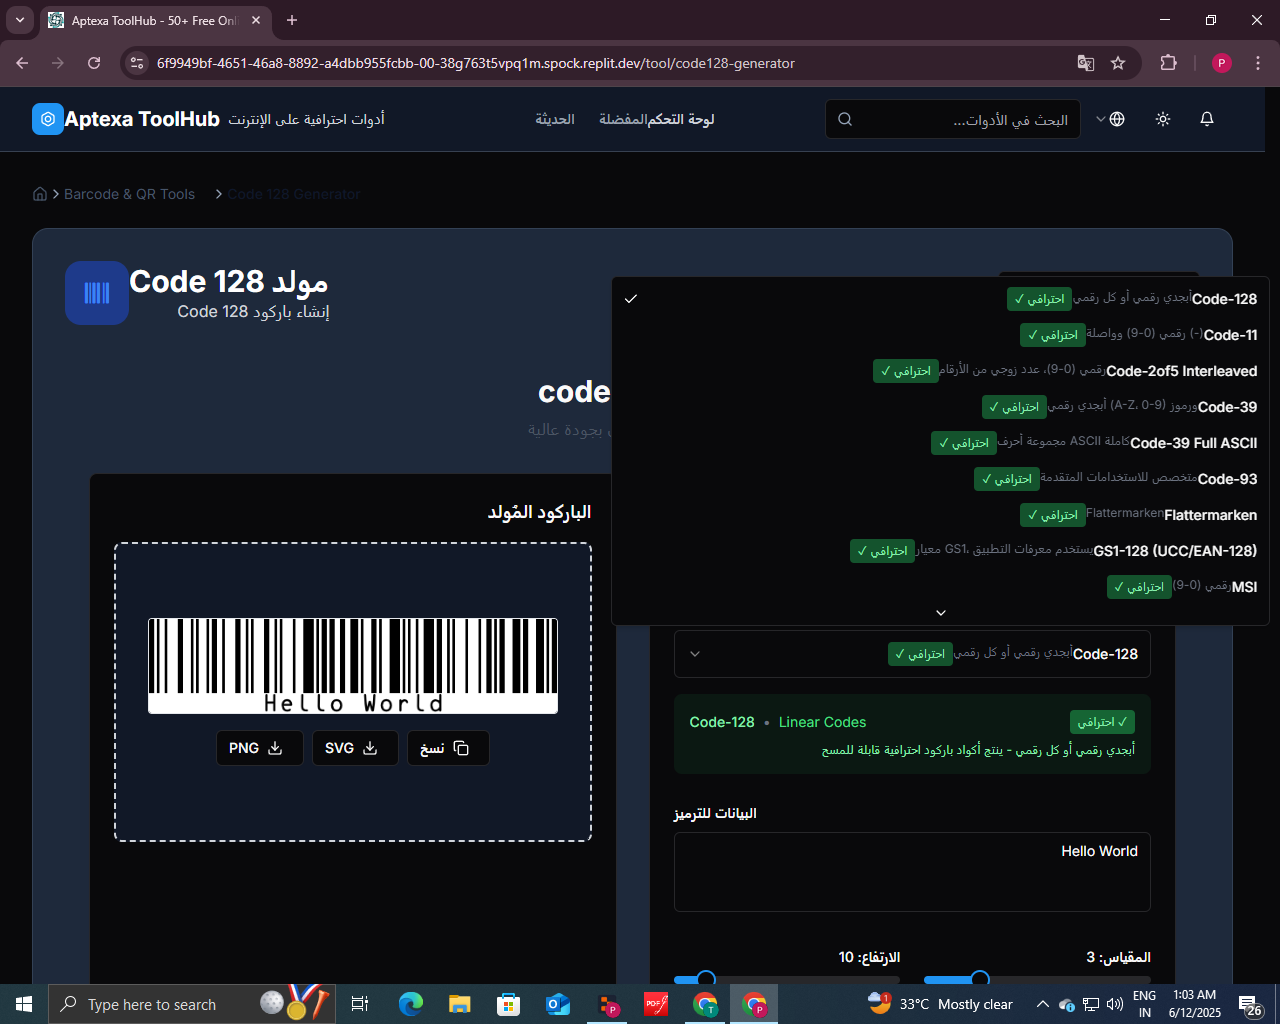 Aptexa ToolHub - 50+ Free Onl
6f9949bf-4651-46a8-8892-a4dbb955fcbb-00-38g763t5vpq1m.spock.replit.dev/tool/code128-generator
P
Aptexa ToolHub
أدوات احترافية على الإنترنت
لوحة التحكم
المفضلة
الحديثة
البحث في الأدوات...
Barcode & QR Tools
Code 128 Generator
مولد Code 128
إنشاء باركود Code 128
code
بجودة عالية
Code-128 أبجدي رقمي أو كل رقمي احترافي ✓
Code-11 رقمي (0-9) وواصلة (-) احترافي ✓
Code-2of5 Interleaved رقمي (0-9)، عدد زوجي من الأرقام احترافي ✓
Code-39 أبجدي رقمي (A-Z، 0-9) ورموز احترافي ✓
Code-39 Full ASCII مجموعة أحرف ASCII كاملة احترافي ✓
Code-93 متخصص للاستخدامات المتقدمة احترافي ✓
Flattermarken Flattermarken احترافي ✓
GS1-128 (UCC/EAN-128) معيار GS1، يستخدم معرفات التطبيق احترافي ✓
MSI رقمي (0-9) احترافي ✓
الباركود المُولد
Hello World
PNG
SVG
نسخ
Code-128 أبجدي رقمي أو كل رقمي احترافي ✓
Code-128 • Linear Codes
✓ احترافي
أبجدي رقمي أو كل رقمي - ينتج أكواد باركود احترافية قابلة للمسح
البيانات للترميز
Hello World
المقياس: 3
الارتفاع: 10
Type here to search
P
PDF
T
P
1
33°C Mostly clear
ENG
IN
1:03 AM
6/12/2025
26